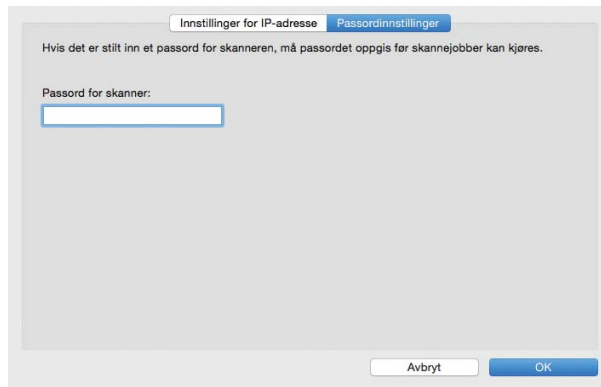 Innstillinger for IP-adresse Passordinnstillinger
Hvis det er stilt inn et passord for skanneren, må passordet oppgis før skannejobber kan kjøres.
Passord for skanner:
Avbryt OK